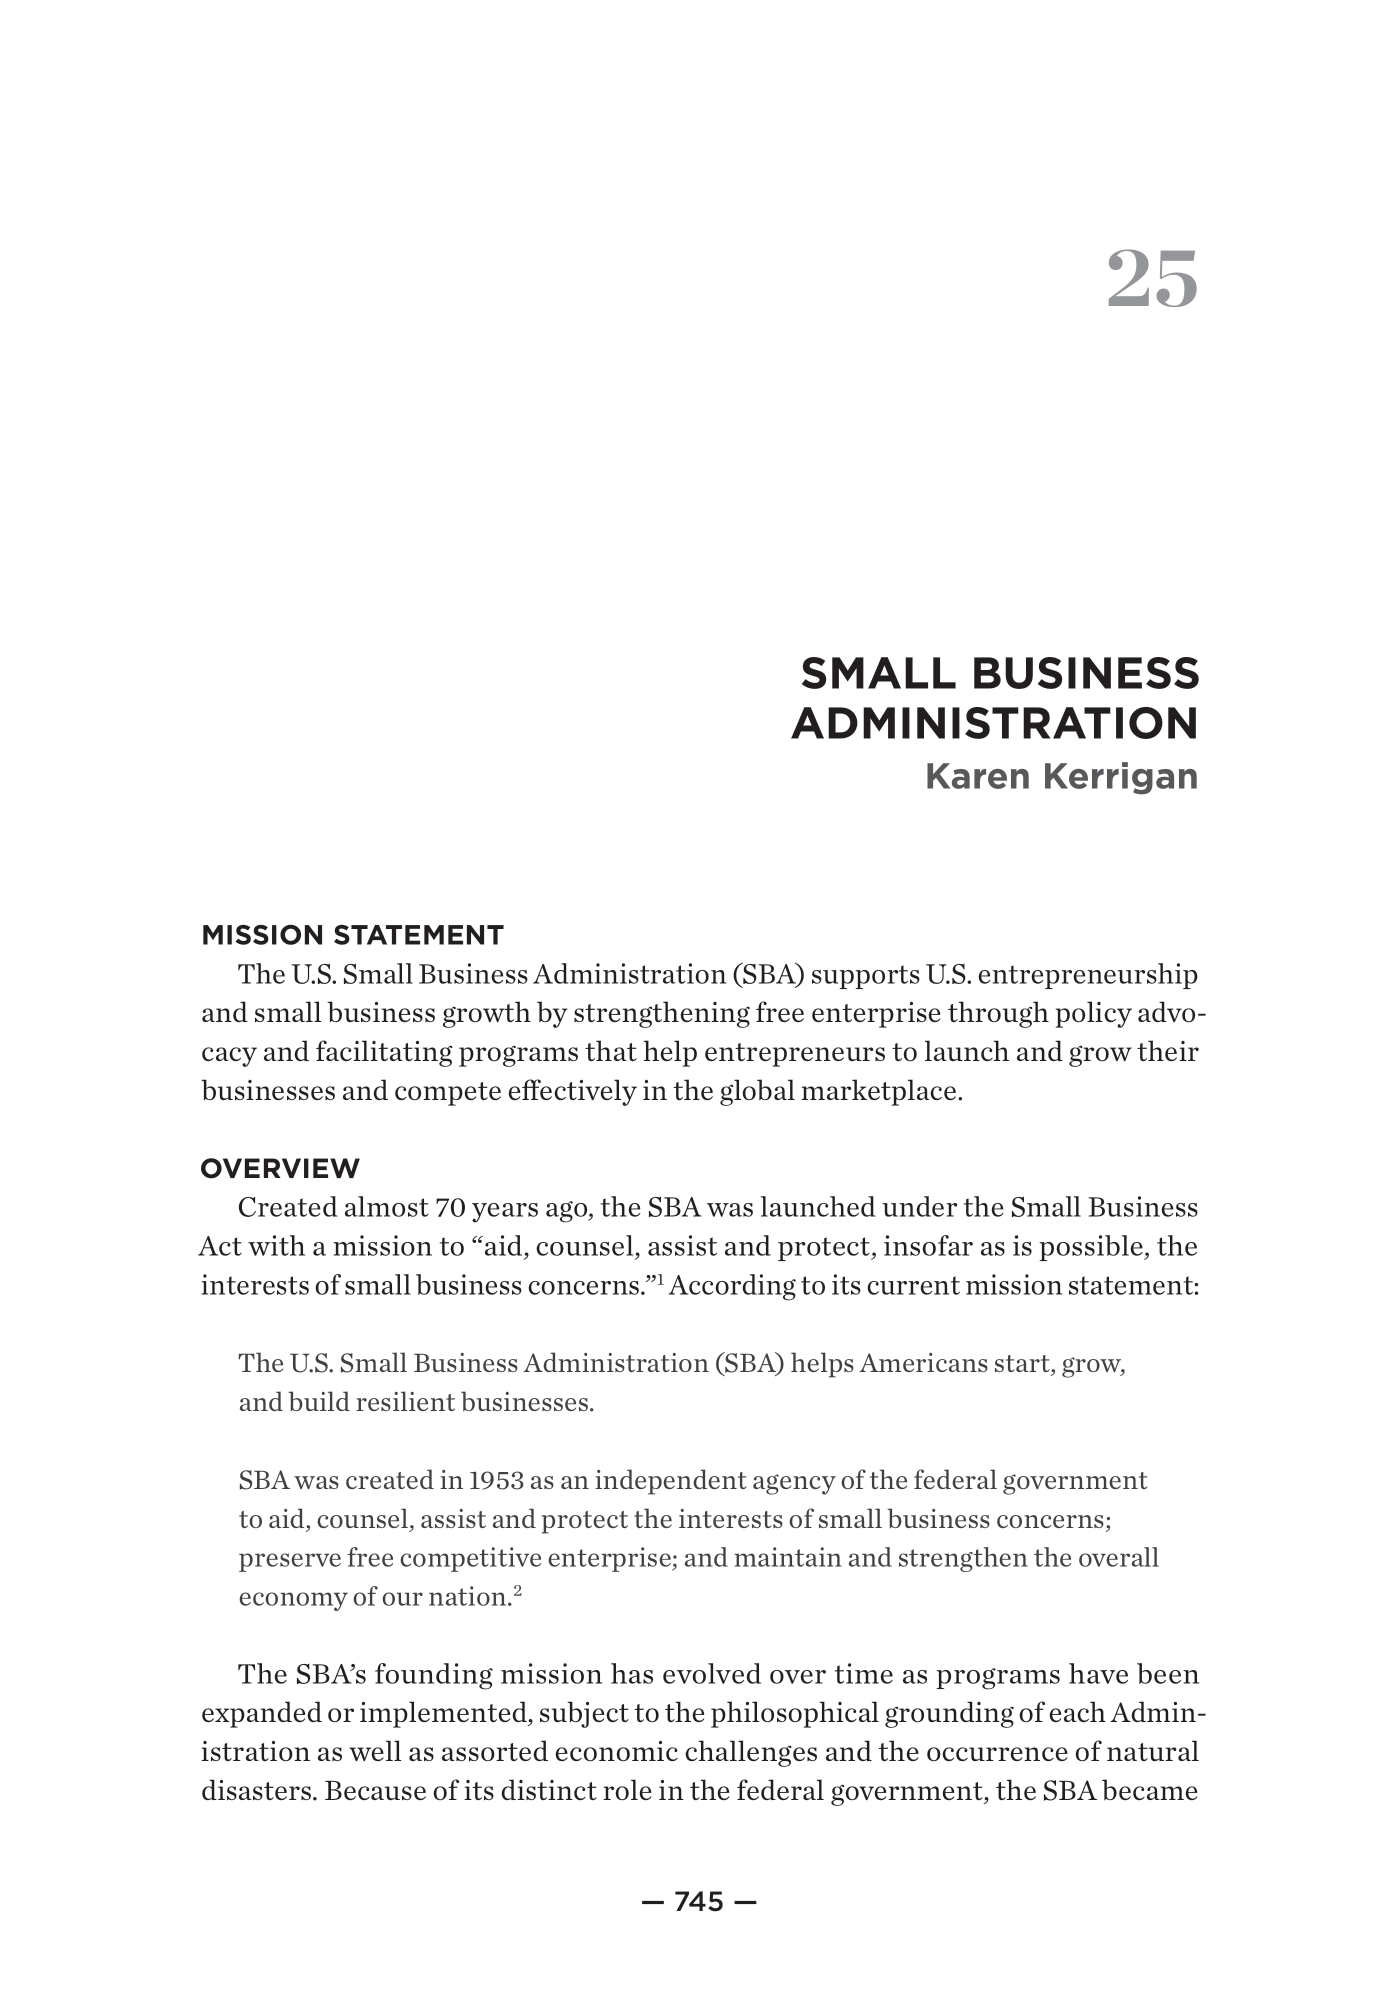 25
SMALL BUSINESS
ADMINISTRATION
Karen Kerrigan
MISSION STATEMENT
The U.S. Small Business Administration (SBA) supports U.S. entrepreneurship
and small business growth by strengthening free enterprise through policy advo-
cacy and facilitating programs that help entrepreneurs to launch and grow their
businesses and compete effectively in the global marketplace.
OVERVIEW
Created almost 70 years ago, the SBA was launched under the Small Business
Act with a mission to “aid, counsel, assist and protect, insofar as is possible, the
interests of small business concerns.”¹ According to its current mission statement:
The U.S. Small Business Administration (SBA) helps Americans start, grow,
and build resilient businesses.
SBA was created in 1953 as an independent agency of the federal government
to aid, counsel, assist and protect the interests of small business concerns;
preserve free competitive enterprise; and maintain and strengthen the overall
economy of our nation.²
The SBA’s founding mission has evolved over time as programs have been
expanded or implemented, subject to the philosophical grounding of each Admin-
istration as well as assorted economic challenges and the occurrence of natural
disasters. Because of its distinct role in the federal government, the SBA became
— 745 —